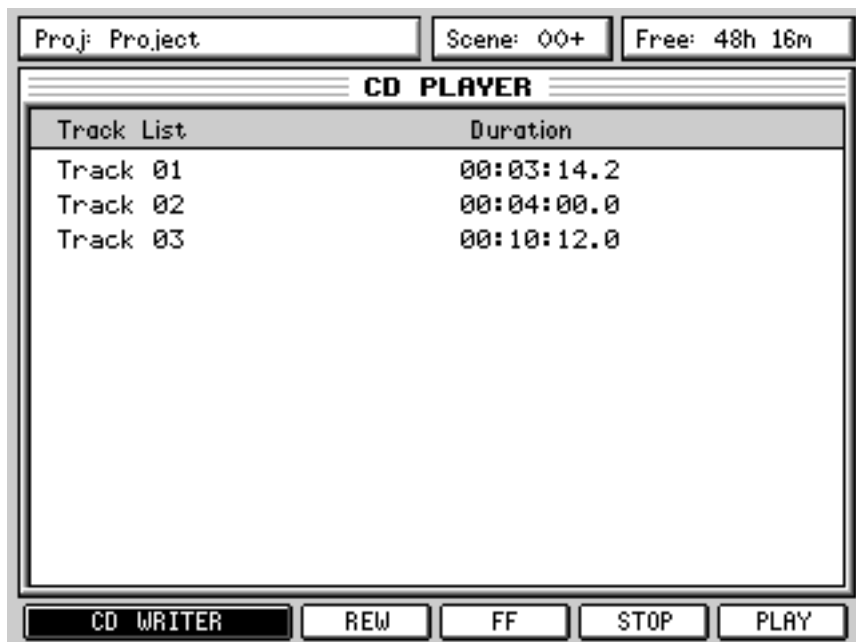 Proj: Project Scene: 00+ Free: 48h 16m
CD PLAYER
Track List Duration
Track 01 00:03:14.2
Track 02 00:04:00.0
Track 03 00:10:12.0
CD WRITER REW FF STOP PLAY